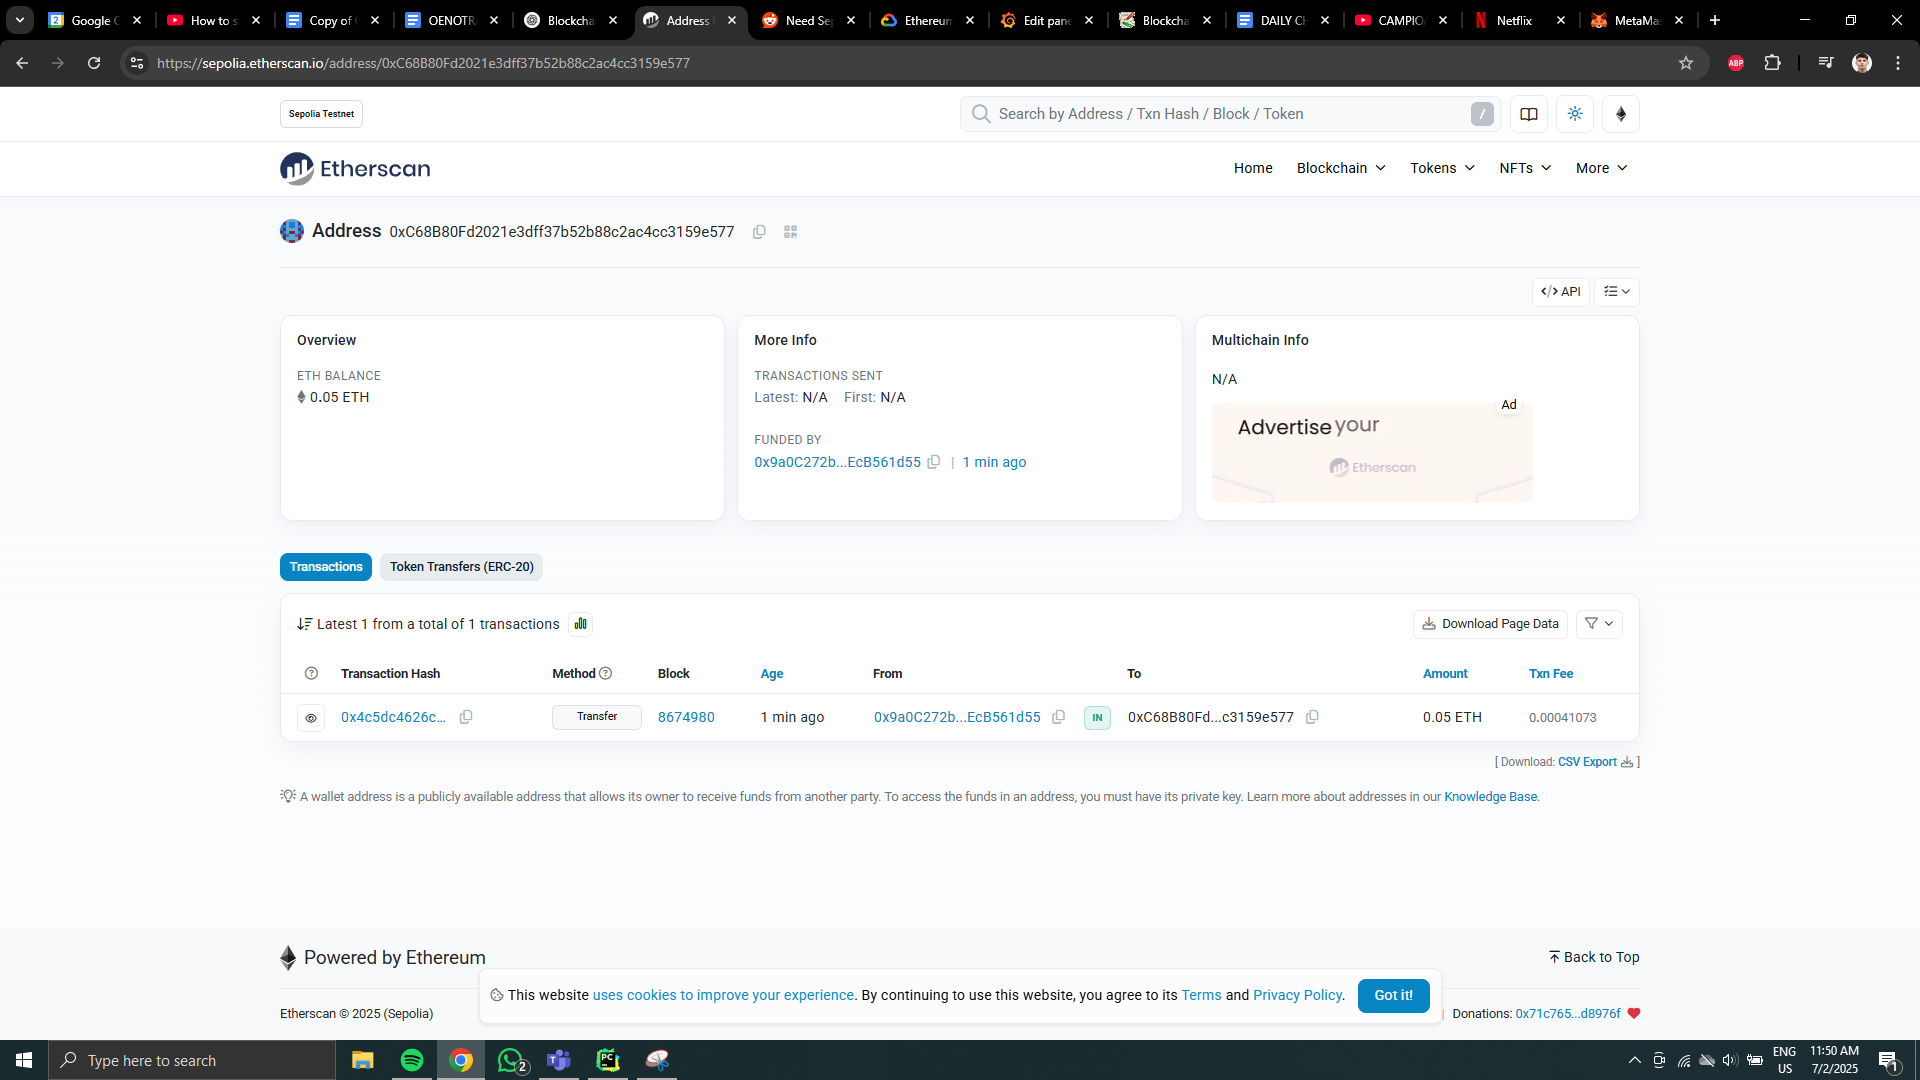 Google C
How to s
Copy of
OENOTR
Blockcha
Address
Need Sep
Ethereum
Edit pane
Blockcha
DAILY CH
CAMPIO
Netflix
MetaMas
https://sepolia.etherscan.io/address/0xC68B80Fd2021e3dff37b52b88c2ac4cc3159e577
ABP
Sepolia Testnet
Search by Address / Txn Hash / Block / Token
/
Etherscan
Home
Blockchain
Tokens
NFTs
More
Address 0xC68B80Fd2021e3dff37b52b88c2ac4cc3159e577
</> API
Overview
ETH BALANCE
0.05 ETH
More Info
TRANSACTIONS SENT
Latest: N/A First: N/A
FUNDED BY
0x9a0C272b...EcB561d55 | 1 min ago
Multichain Info
N/A
Ad
Advertise your
Etherscan
Transactions
Token Transfers (ERC-20)
Latest 1 from a total of 1 transactions
Download Page Data
Transaction Hash
Method
Block
Age
From
To
Amount
Txn Fee
0x4c5dc4626c...
Transfer
8674980
1 min ago
0x9a0C272b...EcB561d55
IN
0xC68B80Fd...c3159e577
0.05 ETH
0.00041073
[ Download: CSV Export ]
A wallet address is a publicly available address that allows its owner to receive funds from another party. To access the funds in an address, you must have its private key. Learn more about addresses in our Knowledge Base.
Powered by Ethereum
Back to Top
This website uses cookies to improve your experience. By continuing to use this website, you agree to its Terms and Privacy Policy.
Got it!
Etherscan © 2025 (Sepolia)
| Donations: 0x71c765...d8976f
Type here to search
2
PC
ENG
US
11:50 AM
7/2/2025
1